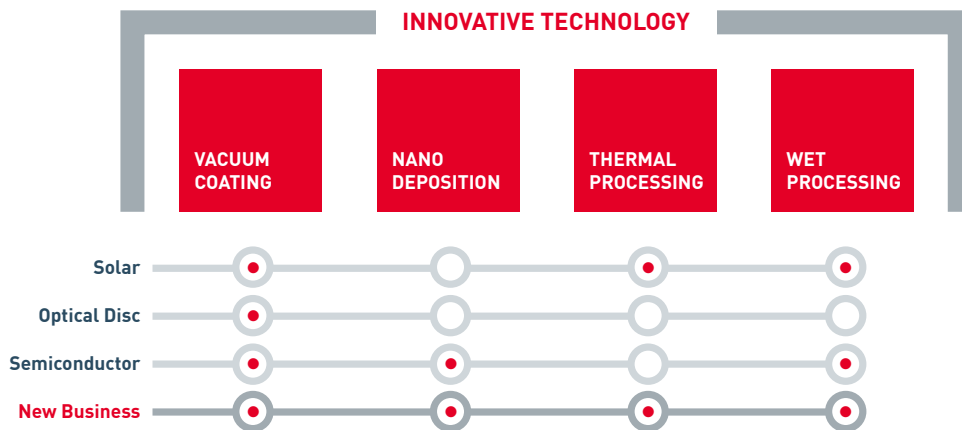 INNOVATIVE TECHNOLOGY
VACUUM
COATING
NANO
DEPOSITION
THERMAL
PROCESSING
WET
PROCESSING
Solar
Optical Disc
Semiconductor
New Business